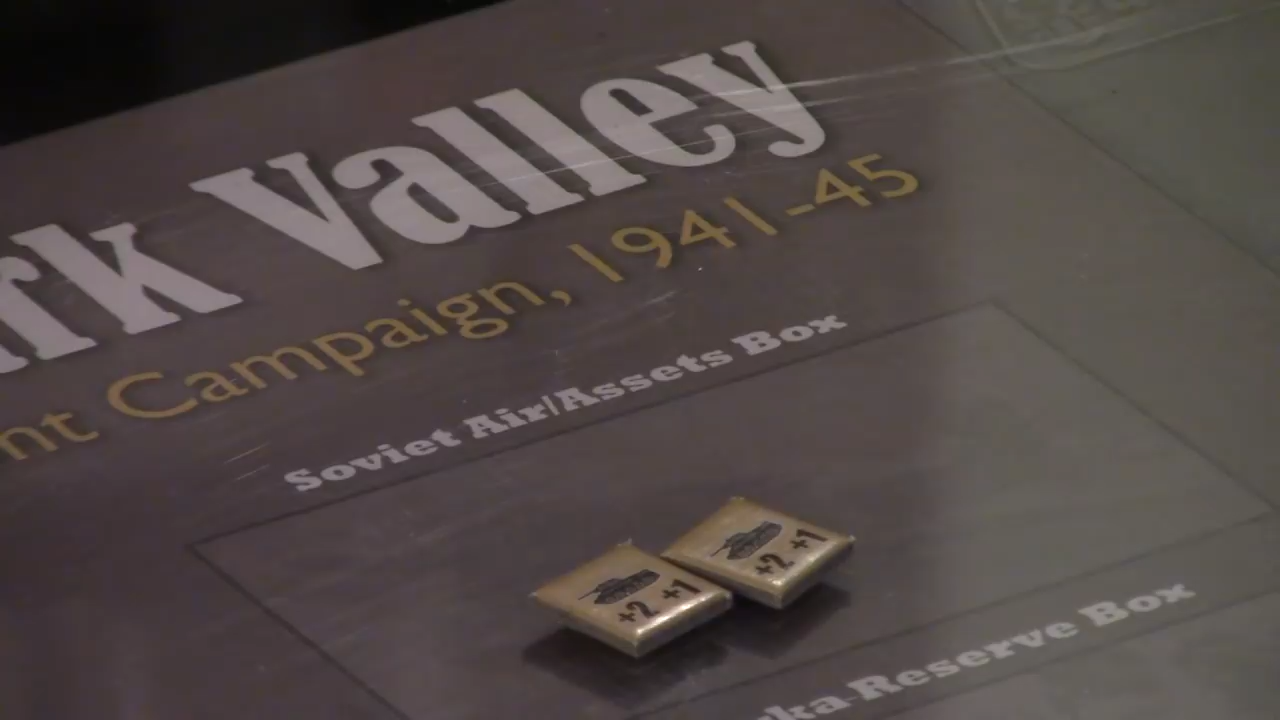 rk Valley
nt Campaign, 1941-45
Soviet Air/Assets Box
+2 +1
+2 +1
ka Reserve Box